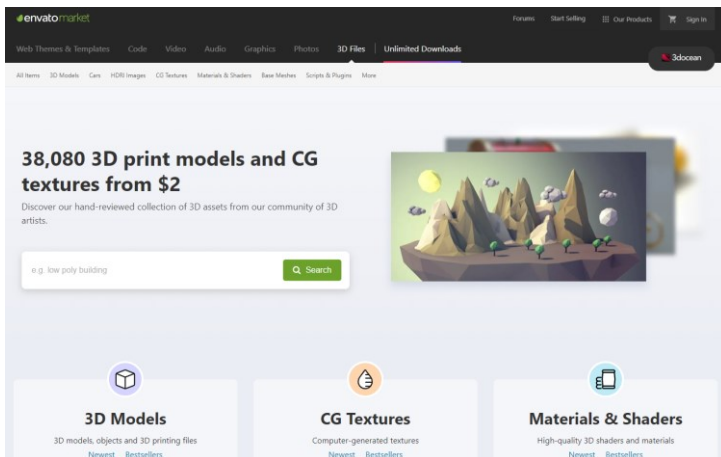 envatomarket
Forums Start Selling Our Products Sign In
Web Themes & Templates Code Video Audio Graphics Photos 3D Files Unlimited Downloads
3docean
All Items 3D Models Cars HDRI Images CG Textures Materials & Shaders Base Meshes Scripts & Plugins More
38,080 3D print models and CG
textures from $2
Discover our hand-reviewed collection of 3D assets from our community of 3D
artists.
e.g. low poly building Search
3D Models CG Textures Materials & Shaders
3D models, objects and 3D printing files Computer-generated textures High-quality 3D shaders and materials
Newest Bestsellers Newest Bestsellers Newest Bestsellers